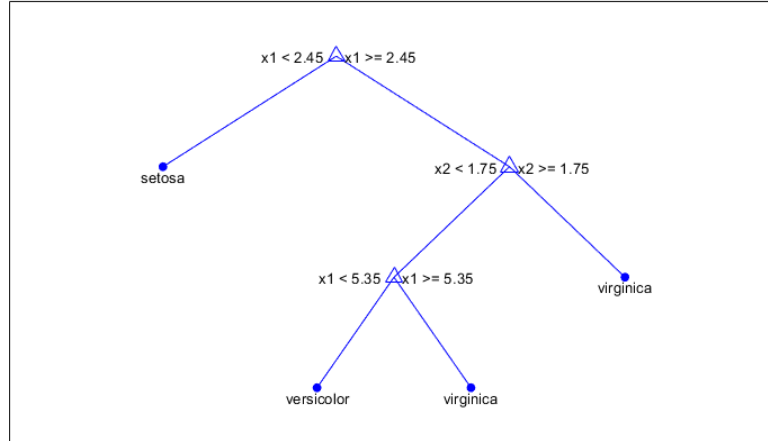 x1 < 2.45 x1 >= 2.45
setosa
x2 < 1.75 x2 >= 1.75
x1 < 5.35 x1 >= 5.35
virginica
versicolor
virginica